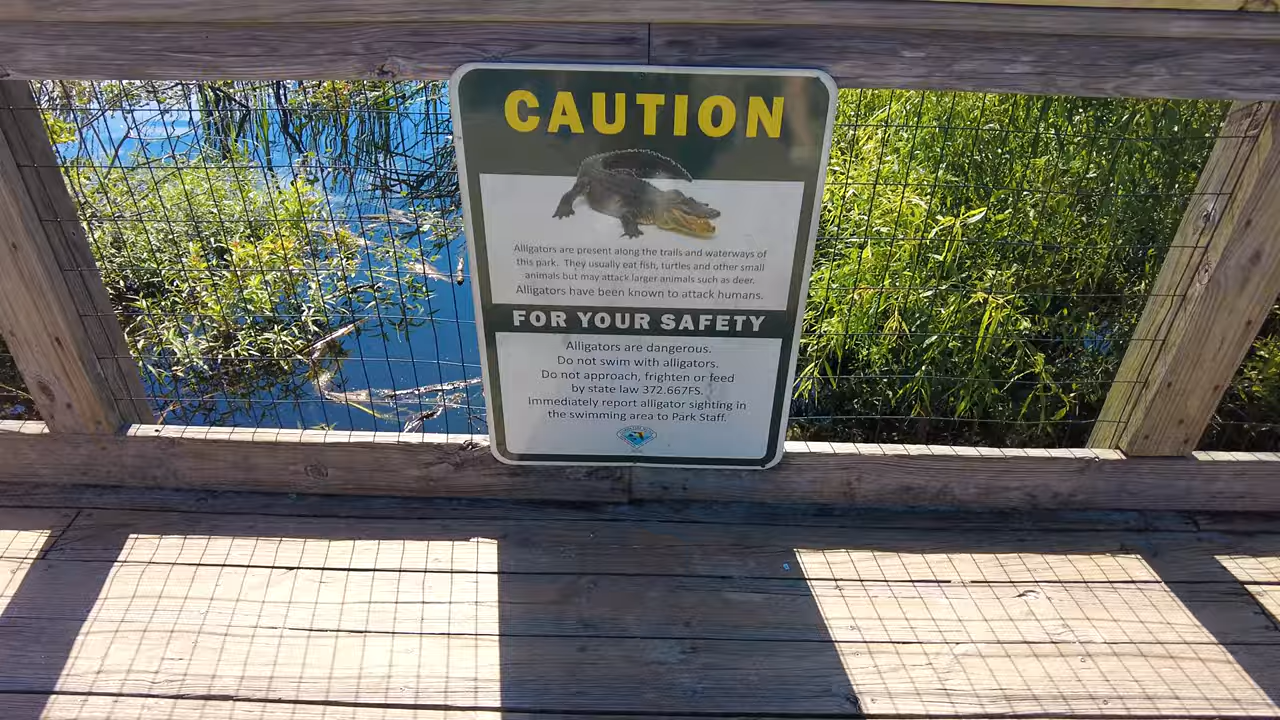 CAUTION
Alligators are present along the trails and waterways of
this park. They usually eat fish, turtles and other small
animals but may attack larger animals such as deer.
Alligators have been known to attack humans.
FOR YOUR SAFETY
Alligators are dangerous.
Do not swim with alligators.
Do not approach, frighten or feed
by state law 372.667FS.
Immediately report alligator sighting in
the swimming area to Park Staff.